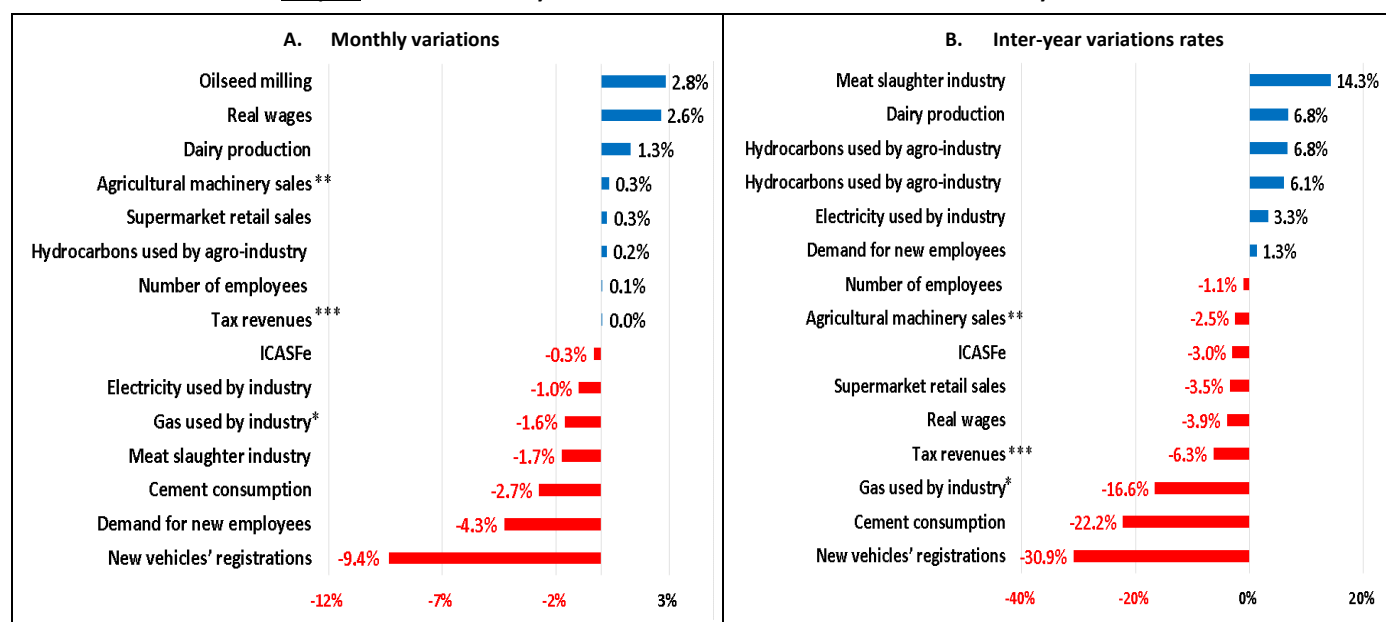 A. Monthly variations
Oilseed milling 2.8%
Real wages 2.6%
Dairy production 1.3%
Agricultural machinery sales** 0.3%
Supermarket retail sales 0.3%
Hydrocarbons used by agro-industry 0.2%
Number of employees 0.1%
Tax revenues*** 0.0%
ICASFe -0.3%
Electricity used by industry -1.0%
Gas used by industry* -1.6%
Meat slaughter industry -1.7%
Cement consumption -2.7%
Demand for new employees -4.3%
New vehicles’ registrations -9.4%
-12% -7% -2% 3%
B. Inter-year variations rates
Meat slaughter industry 14.3%
Dairy production 6.8%
Hydrocarbons used by agro-industry 6.8%
Hydrocarbons used by agro-industry 6.1%
Electricity used by industry 3.3%
Demand for new employees 1.3%
Number of employees -1.1%
Agricultural machinery sales** -2.5%
ICASFe -3.0%
Supermarket retail sales -3.5%
Real wages -3.9%
Tax revenues*** -6.3%
Gas used by industry* -16.6%
Cement consumption -22.2%
New vehicles’ registrations -30.9%
-40% -20% 0% 20%